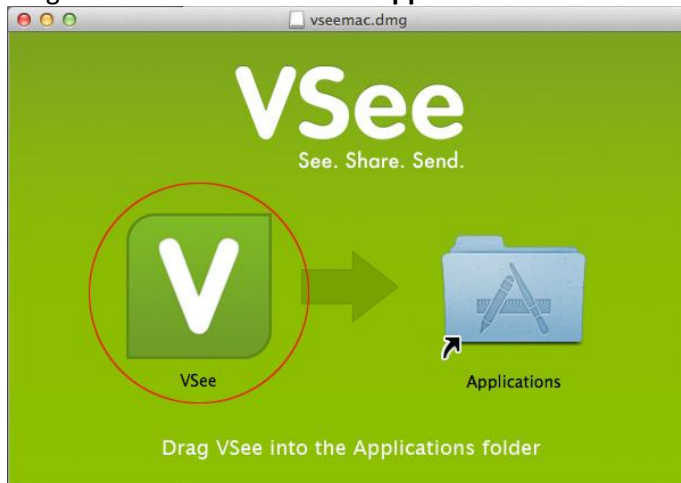 vseemac.dmg
VSee
See. Share. Send.
V
VSee
Applications
Drag VSee into the Applications folder